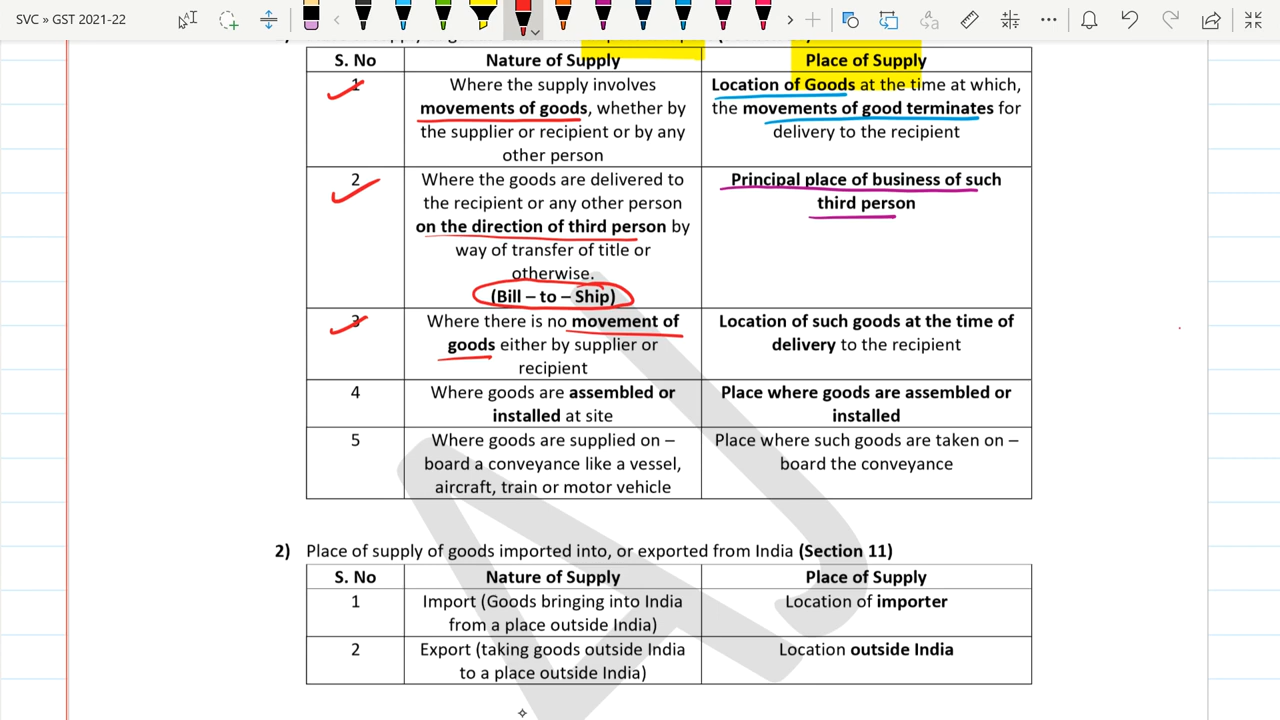 SVC » GST 2021-22
S. No Nature of Supply Place of Supply
1 Where the supply involves Location of Goods at the time at which,
movements of goods, whether by the movements of good terminates for
the supplier or recipient or by any delivery to the recipient
other person
2 Where the goods are delivered to Principal place of business of such
the recipient or any other person third person
on the direction of third person by
way of transfer of title or
otherwise.
(Bill – to – Ship)
3 Where there is no movement of Location of such goods at the time of
goods either by supplier or delivery to the recipient
recipient
4 Where goods are assembled or Place where goods are assembled or
installed at site installed
5 Where goods are supplied on – Place where such goods are taken on –
board a conveyance like a vessel, board the conveyance
aircraft, train or motor vehicle
2) Place of supply of goods imported into, or exported from India (Section 11)
S. No Nature of Supply Place of Supply
1 Import (Goods bringing into India Location of importer
from a place outside India)
2 Export (taking goods outside India Location outside India
to a place outside India)
AJ